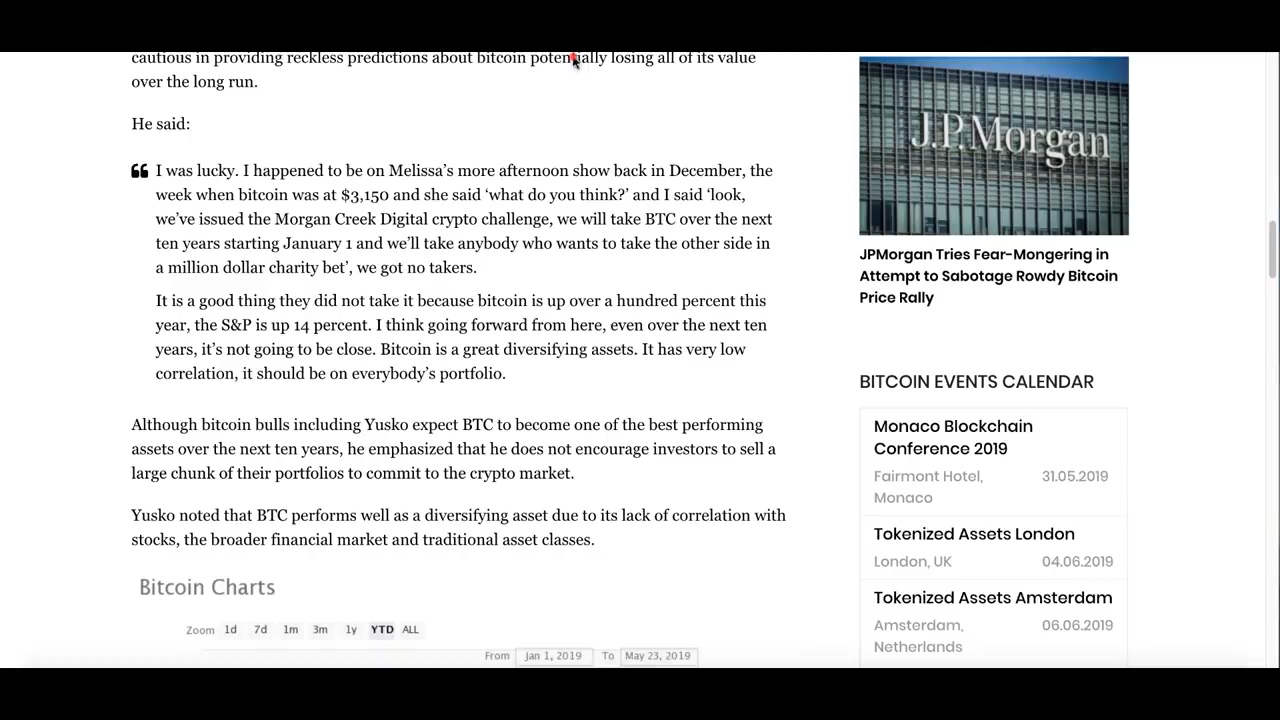 cautious in providing reckless predictions about bitcoin potentially losing all of its value
over the long run.
He said:
I was lucky. I happened to be on Melissa's more afternoon show back in December, the
week when bitcoin was at $3,150 and she said 'what do you think?' and I said 'look,
we've issued the Morgan Creek Digital crypto challenge, we will take BTC over the next
ten years starting January 1 and we'll take anybody who wants to take the other side in
a million dollar charity bet', we got no takers.
It is a good thing they did not take it because bitcoin is up over a hundred percent this
year, the S&P is up 14 percent. I think going forward from here, even over the next ten
years, it's not going to be close. Bitcoin is a great diversifying assets. It has very low
correlation, it should be on everybody's portfolio.
Although bitcoin bulls including Yusko expect BTC to become one of the best performing
assets over the next ten years, he emphasized that he does not encourage investors to sell a
large chunk of their portfolios to commit to the crypto market.
Yusko noted that BTC performs well as a diversifying asset due to its lack of correlation with
stocks, the broader financial market and traditional asset classes.
Bitcoin Charts
Zoom 1d 7d 1m 3m 1y YTD ALL
From Jan 1, 2019 To May 23, 2019
J.P.Morgan
JPMorgan Tries Fear-Mongering in
Attempt to Sabotage Rowdy Bitcoin
Price Rally
BITCOIN EVENTS CALENDAR
Monaco Blockchain
Conference 2019
Fairmont Hotel, 31.05.2019
Monaco
Tokenized Assets London
London, UK 04.06.2019
Tokenized Assets Amsterdam
Amsterdam, 06.06.2019
Netherlands